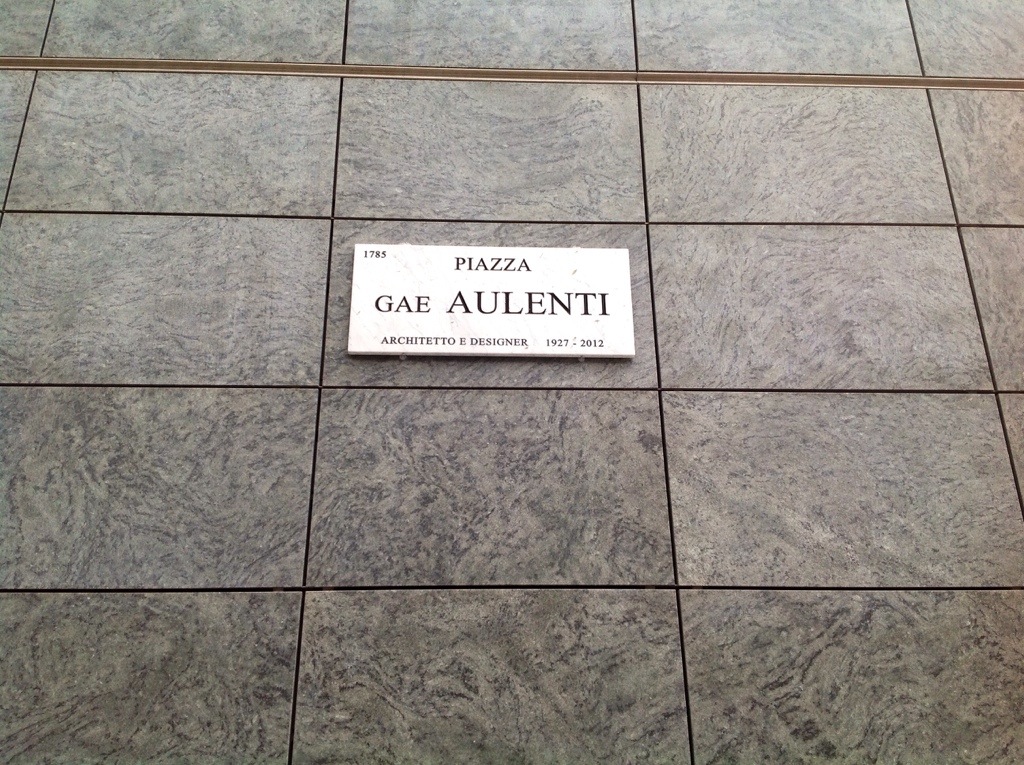 1785
PIAZZA
GAE AULENTI
ARCHITETTO E DESIGNER 1927 - 2012